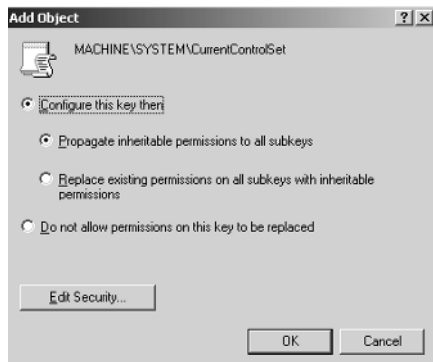 Add Object
MACHINE\SYSTEM\CurrentControlSet
Configure this key then
Propagate inheritable permissions to all subkeys
Replace existing permissions on all subkeys with inheritable
permissions
Do not allow permissions on this key to be replaced
Edit Security...
OK Cancel